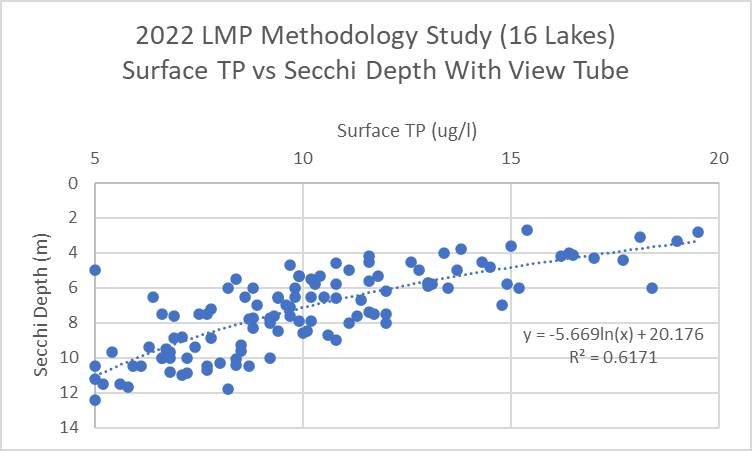 2022 LMP Methodology Study (16 Lakes)
Surface TP vs Secchi Depth With View Tube
Surface TP (ug/l)
5 10 15 20
Secchi Depth (m)
0
2
4
6
8
10
12
14
y = -5.669ln(x) + 20.176
R² = 0.6171